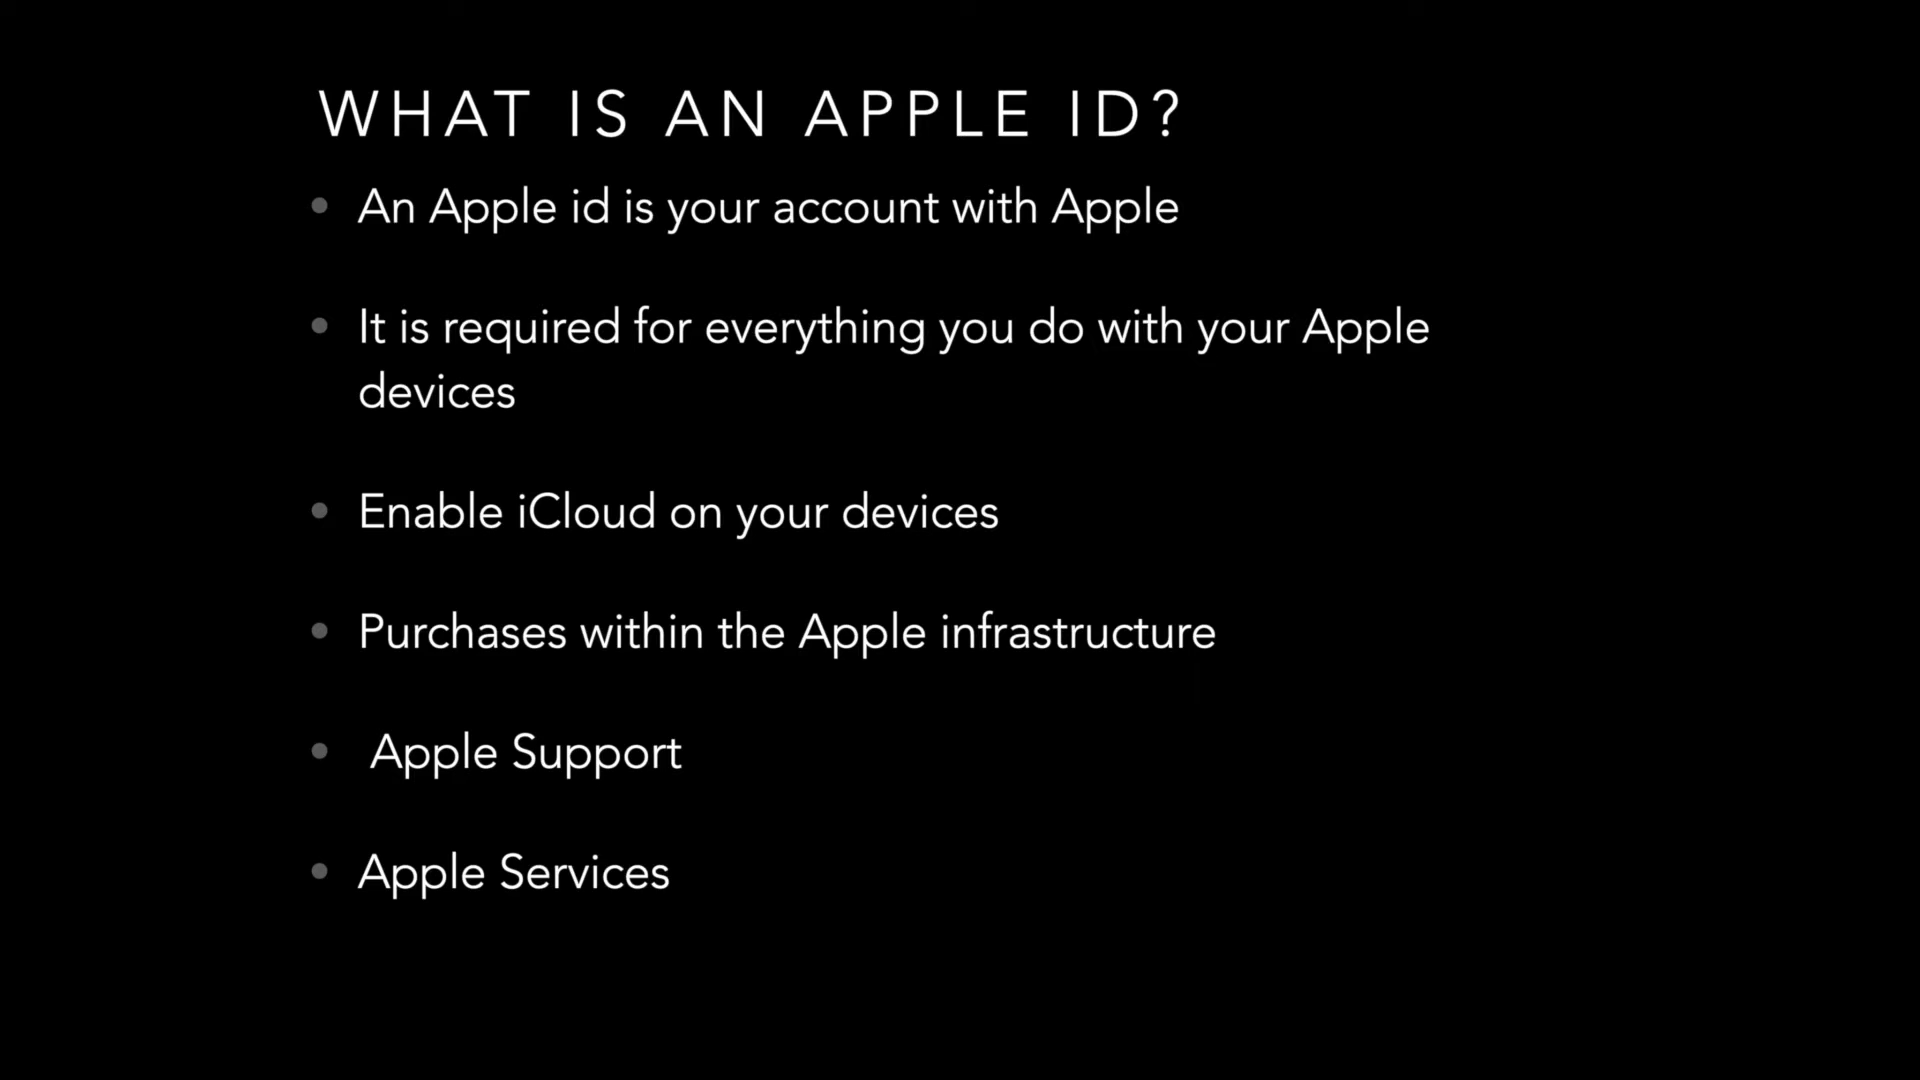 WHAT IS AN APPLE ID?
• An Apple id is your account with Apple
• It is required for everything you do with your Apple
devices
• Enable iCloud on your devices
• Purchases within the Apple infrastructure
• Apple Support
• Apple Services